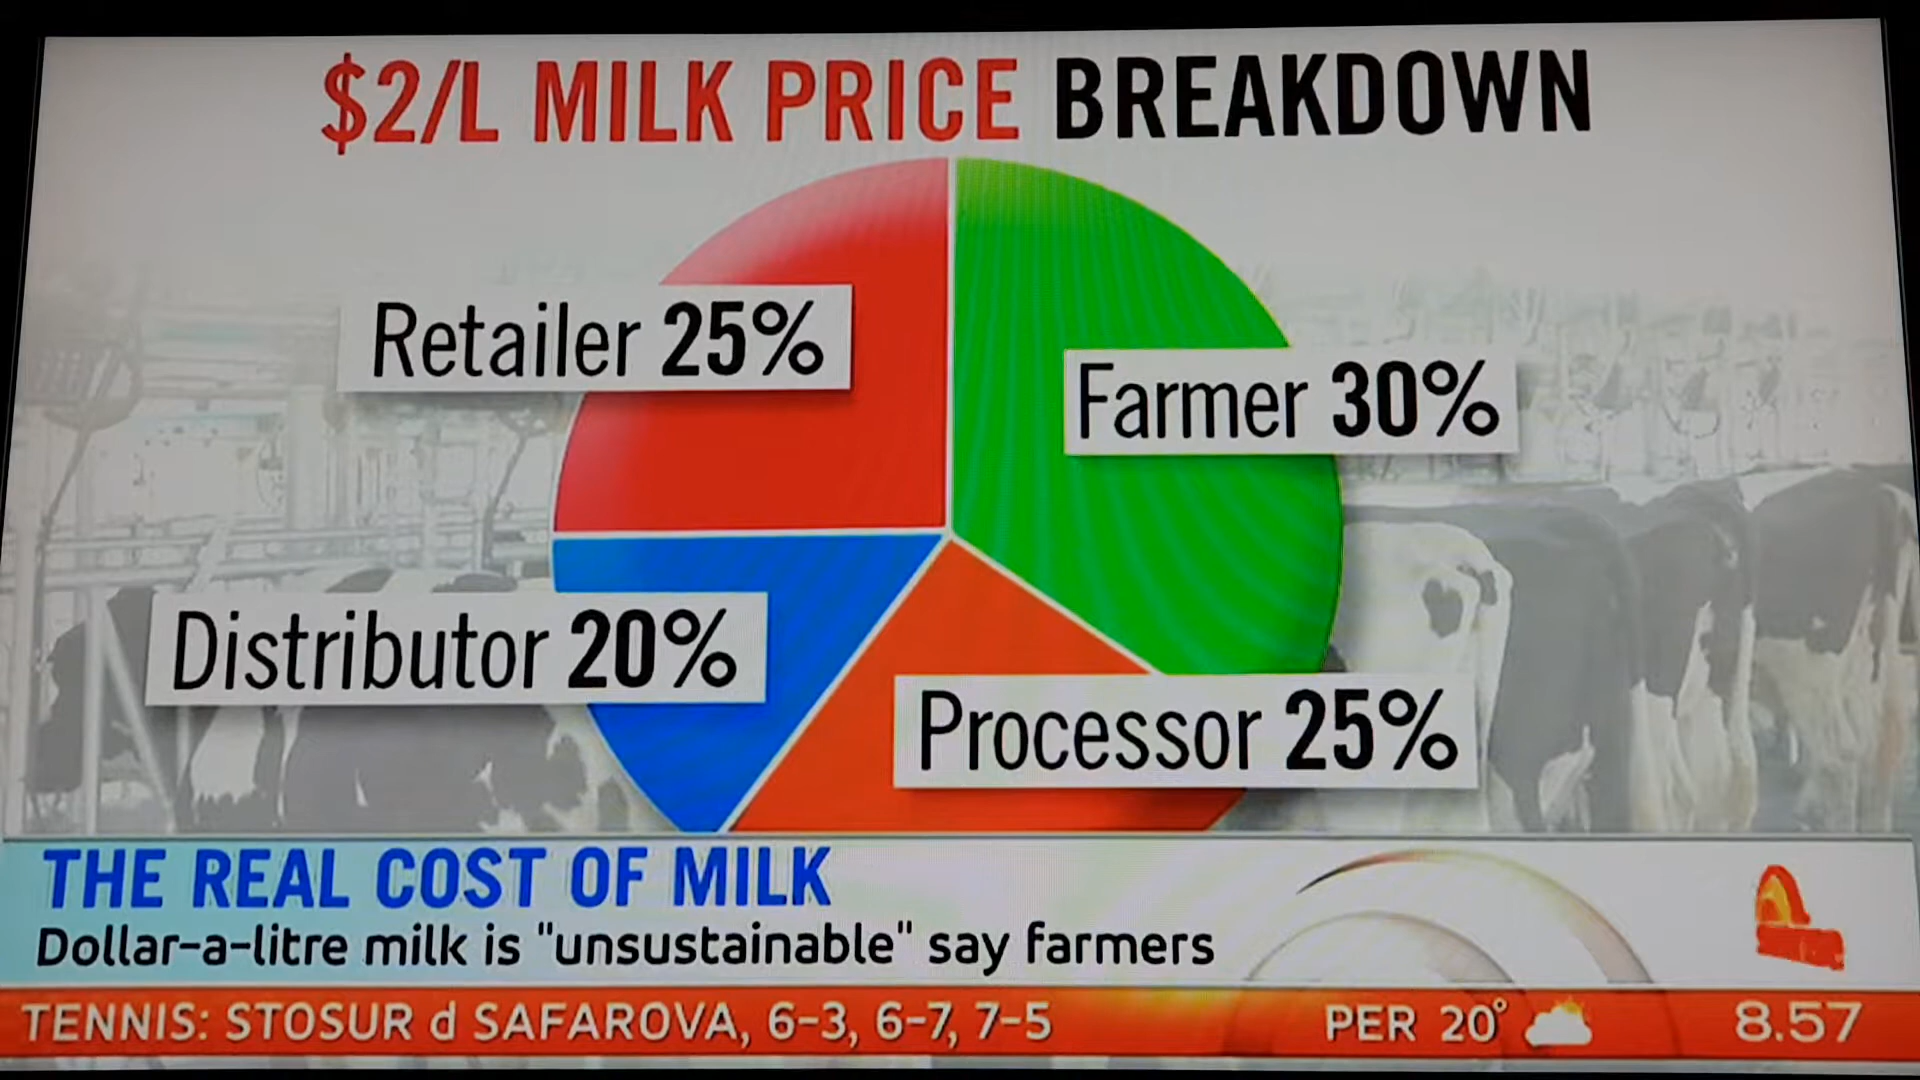 $2/L MILK PRICE BREAKDOWN
Retailer 25%
Farmer 30%
Distributor 20%
Processor 25%
THE REAL COST OF MILK
Dollar-a-litre milk is "unsustainable" say farmers
TENNIS: STOSUR d SAFAROVA, 6-3, 6-7, 7-5 PER 20° 8.57